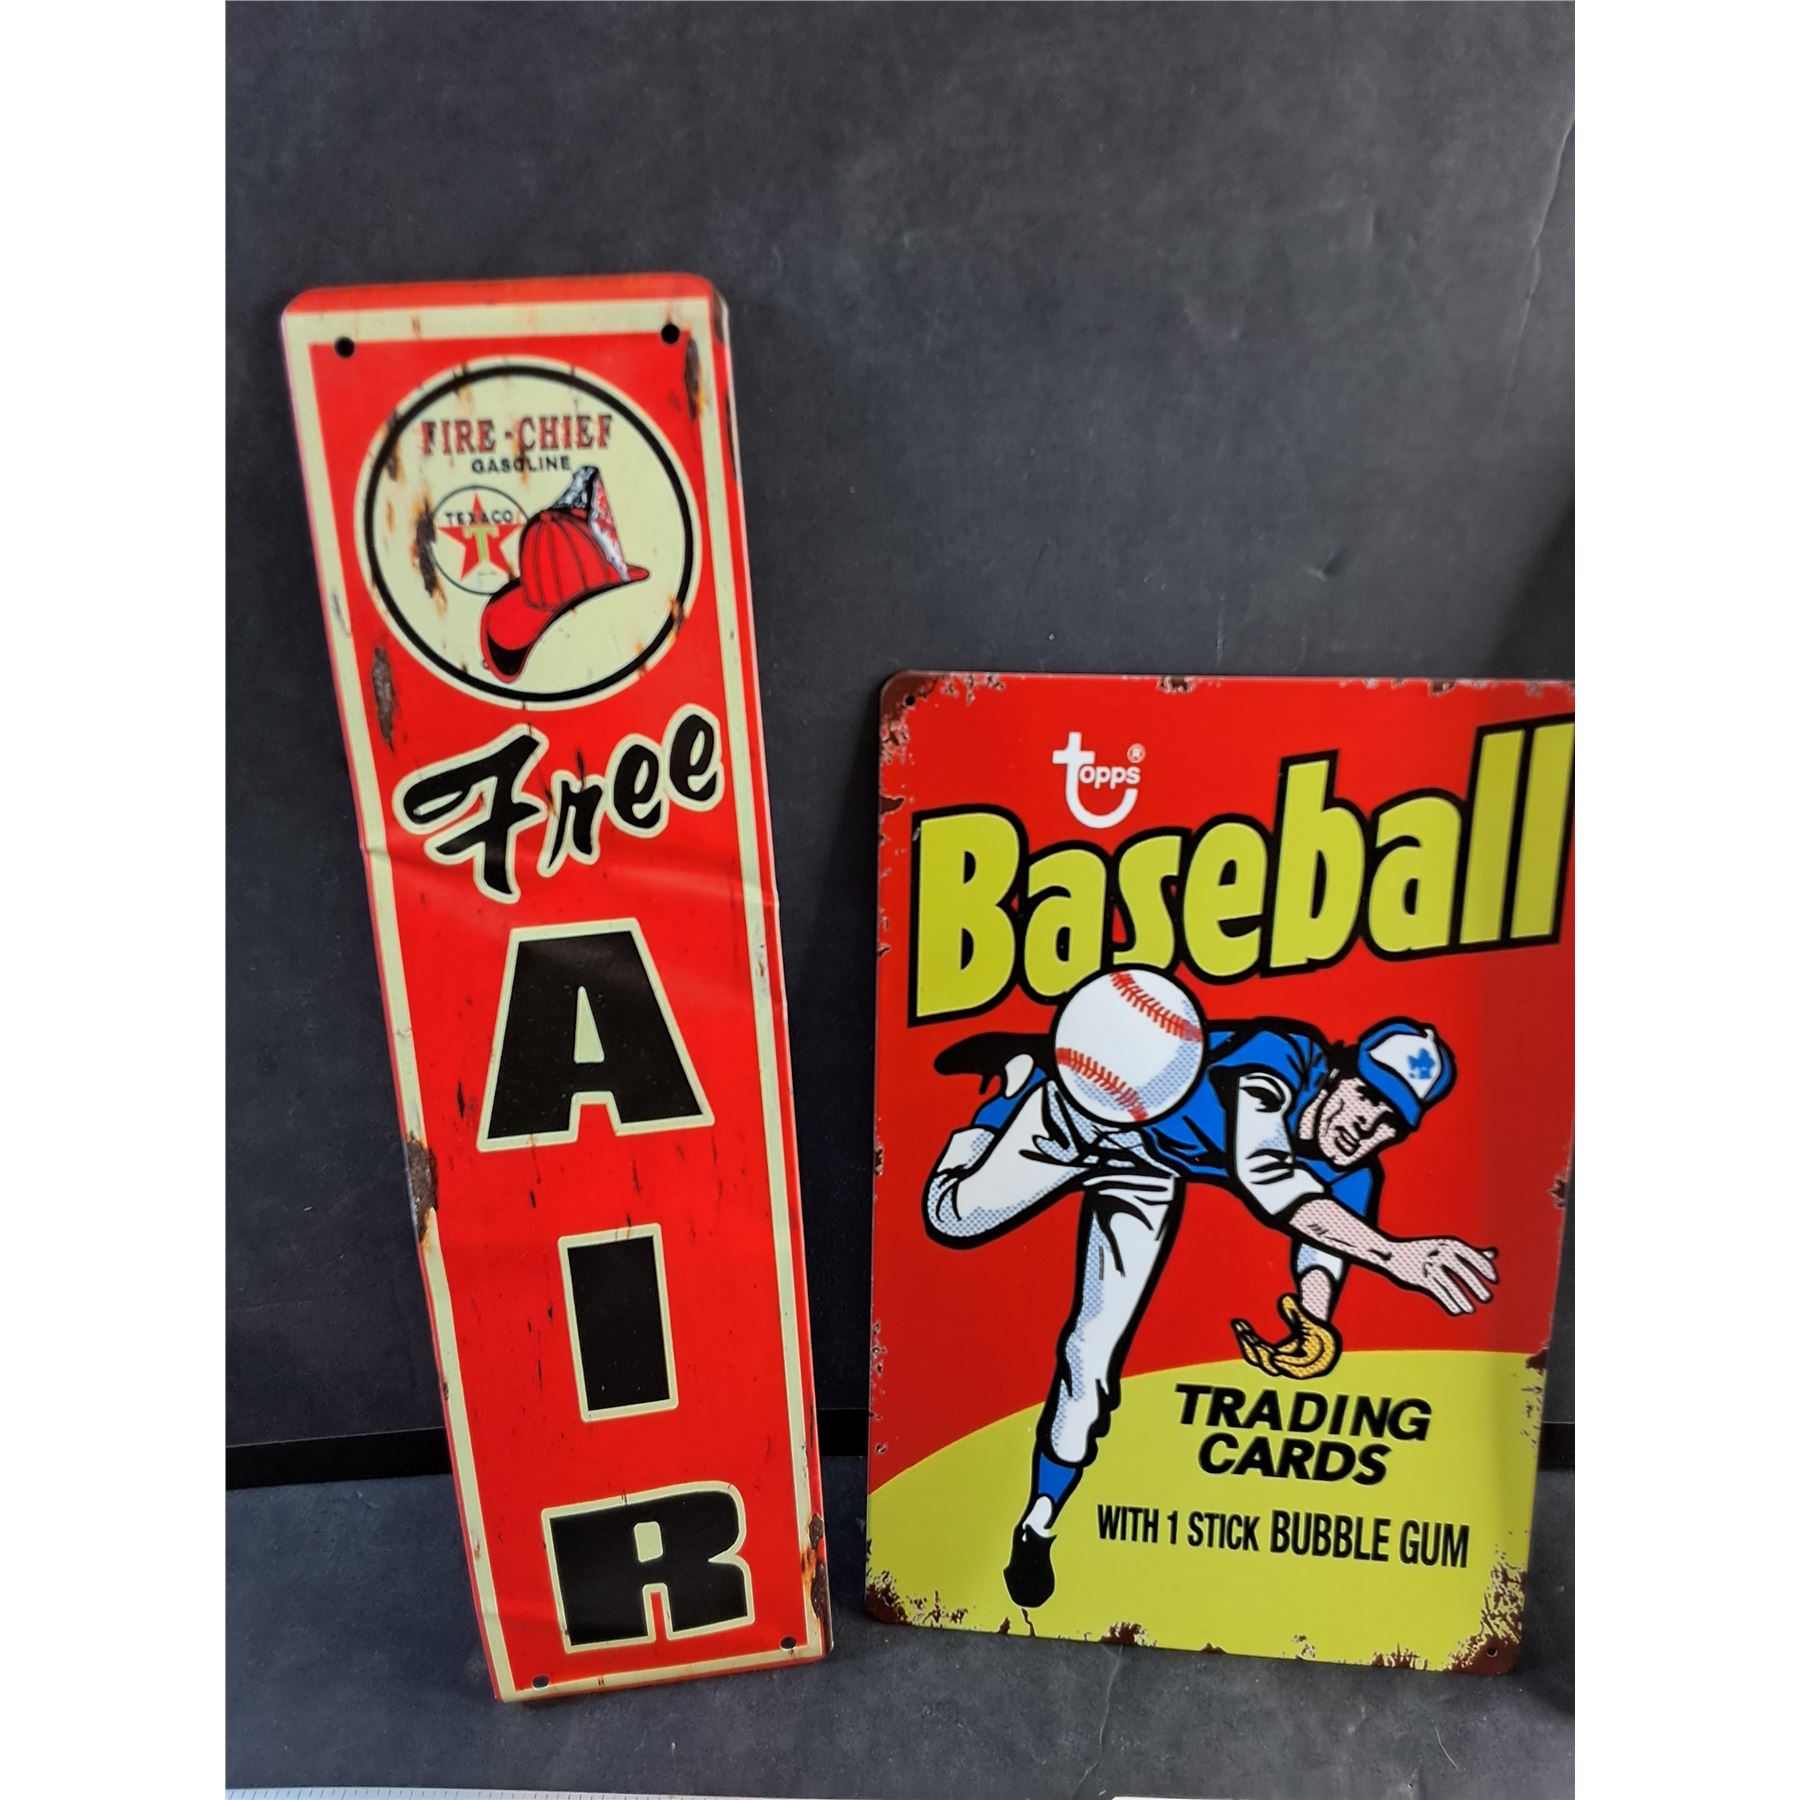 FIRE-CHIEF
GASOLINE
TEXACO
T
Free
A
I
R
topps®
Baseball
TRADING
CARDS
WITH 1 STICK BUBBLE GUM